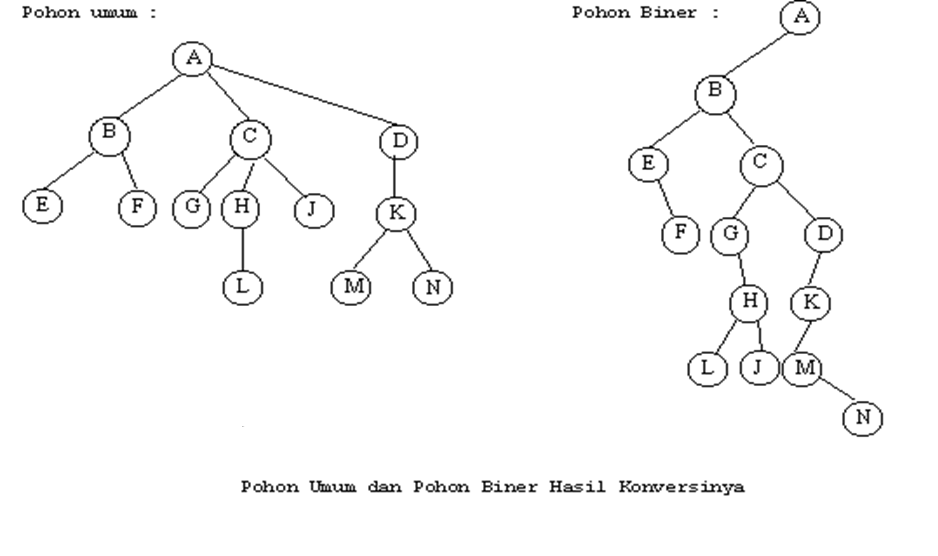 Pohon umum :
A
B
C
D
E
F
G
H
J
K
L
M
N
Pohon Biner :
A
B
E
C
F
G
D
H
K
L
J
M
N
Pohon Umum dan Pohon Biner Hasil Konversinya